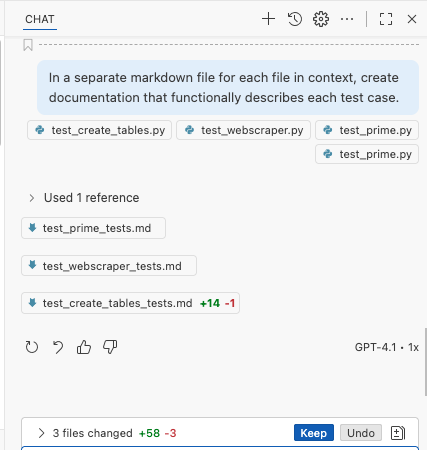 CHAT
In a separate markdown file for each file in context, create
documentation that functionally describes each test case.
test_create_tables.py test_webscraper.py test_prime.py
test_prime.py
Used 1 reference
test_prime_tests.md
test_webscraper_tests.md
test_create_tables_tests.md +14 -1
GPT-4.1 • 1x
3 files changed +58 -3 Keep Undo